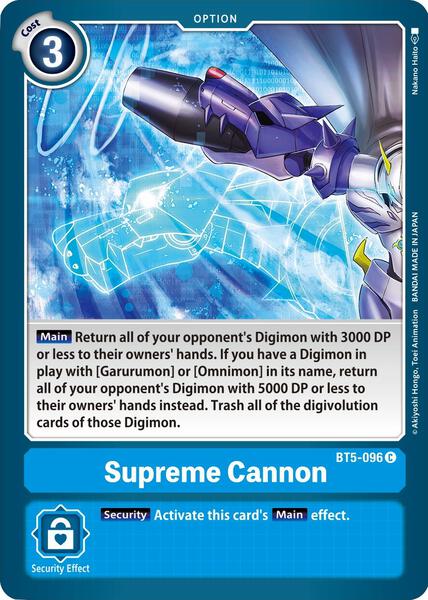 OPTION
Cost
3
Nakano Haito
Main Return all of your opponent's Digimon with 3000 DP
or less to their owners' hands. If you have a Digimon in
play with [Garurumon] or [Omnimon] in its name, return
all of your opponent's Digimon with 5000 DP or less to
their owners' hands instead. Trash all of the digivolution
cards of those Digimon.
©Akiyoshi Hongo, Toei Animation BANDAI MADE IN JAPAN
BT5-096 C
Supreme Cannon
Security Activate this card's Main effect.
Security Effect